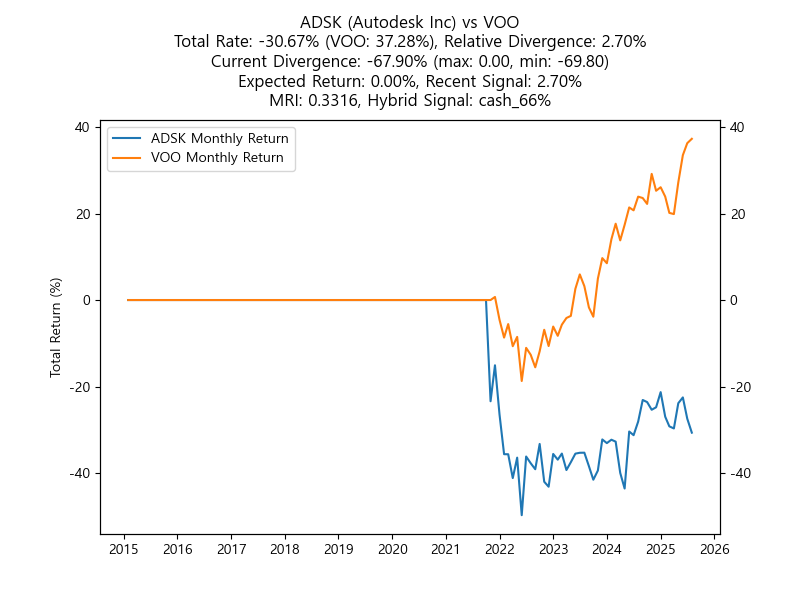 ADSK (Autodesk Inc) vs VOO
Total Rate: -30.67% (VOO: 37.28%), Relative Divergence: 2.70%
Current Divergence: -67.90% (max: 0.00, min: -69.80)
Expected Return: 0.00%, Recent Signal: 2.70%
MRI: 0.3316, Hybrid Signal: cash_66%
ADSK Monthly Return
VOO Monthly Return
Total Return (%)
40
20
0
-20
-40
40
20
0
-20
-40
2015 2016 2017 2018 2019 2020 2021 2022 2023 2024 2025 2026